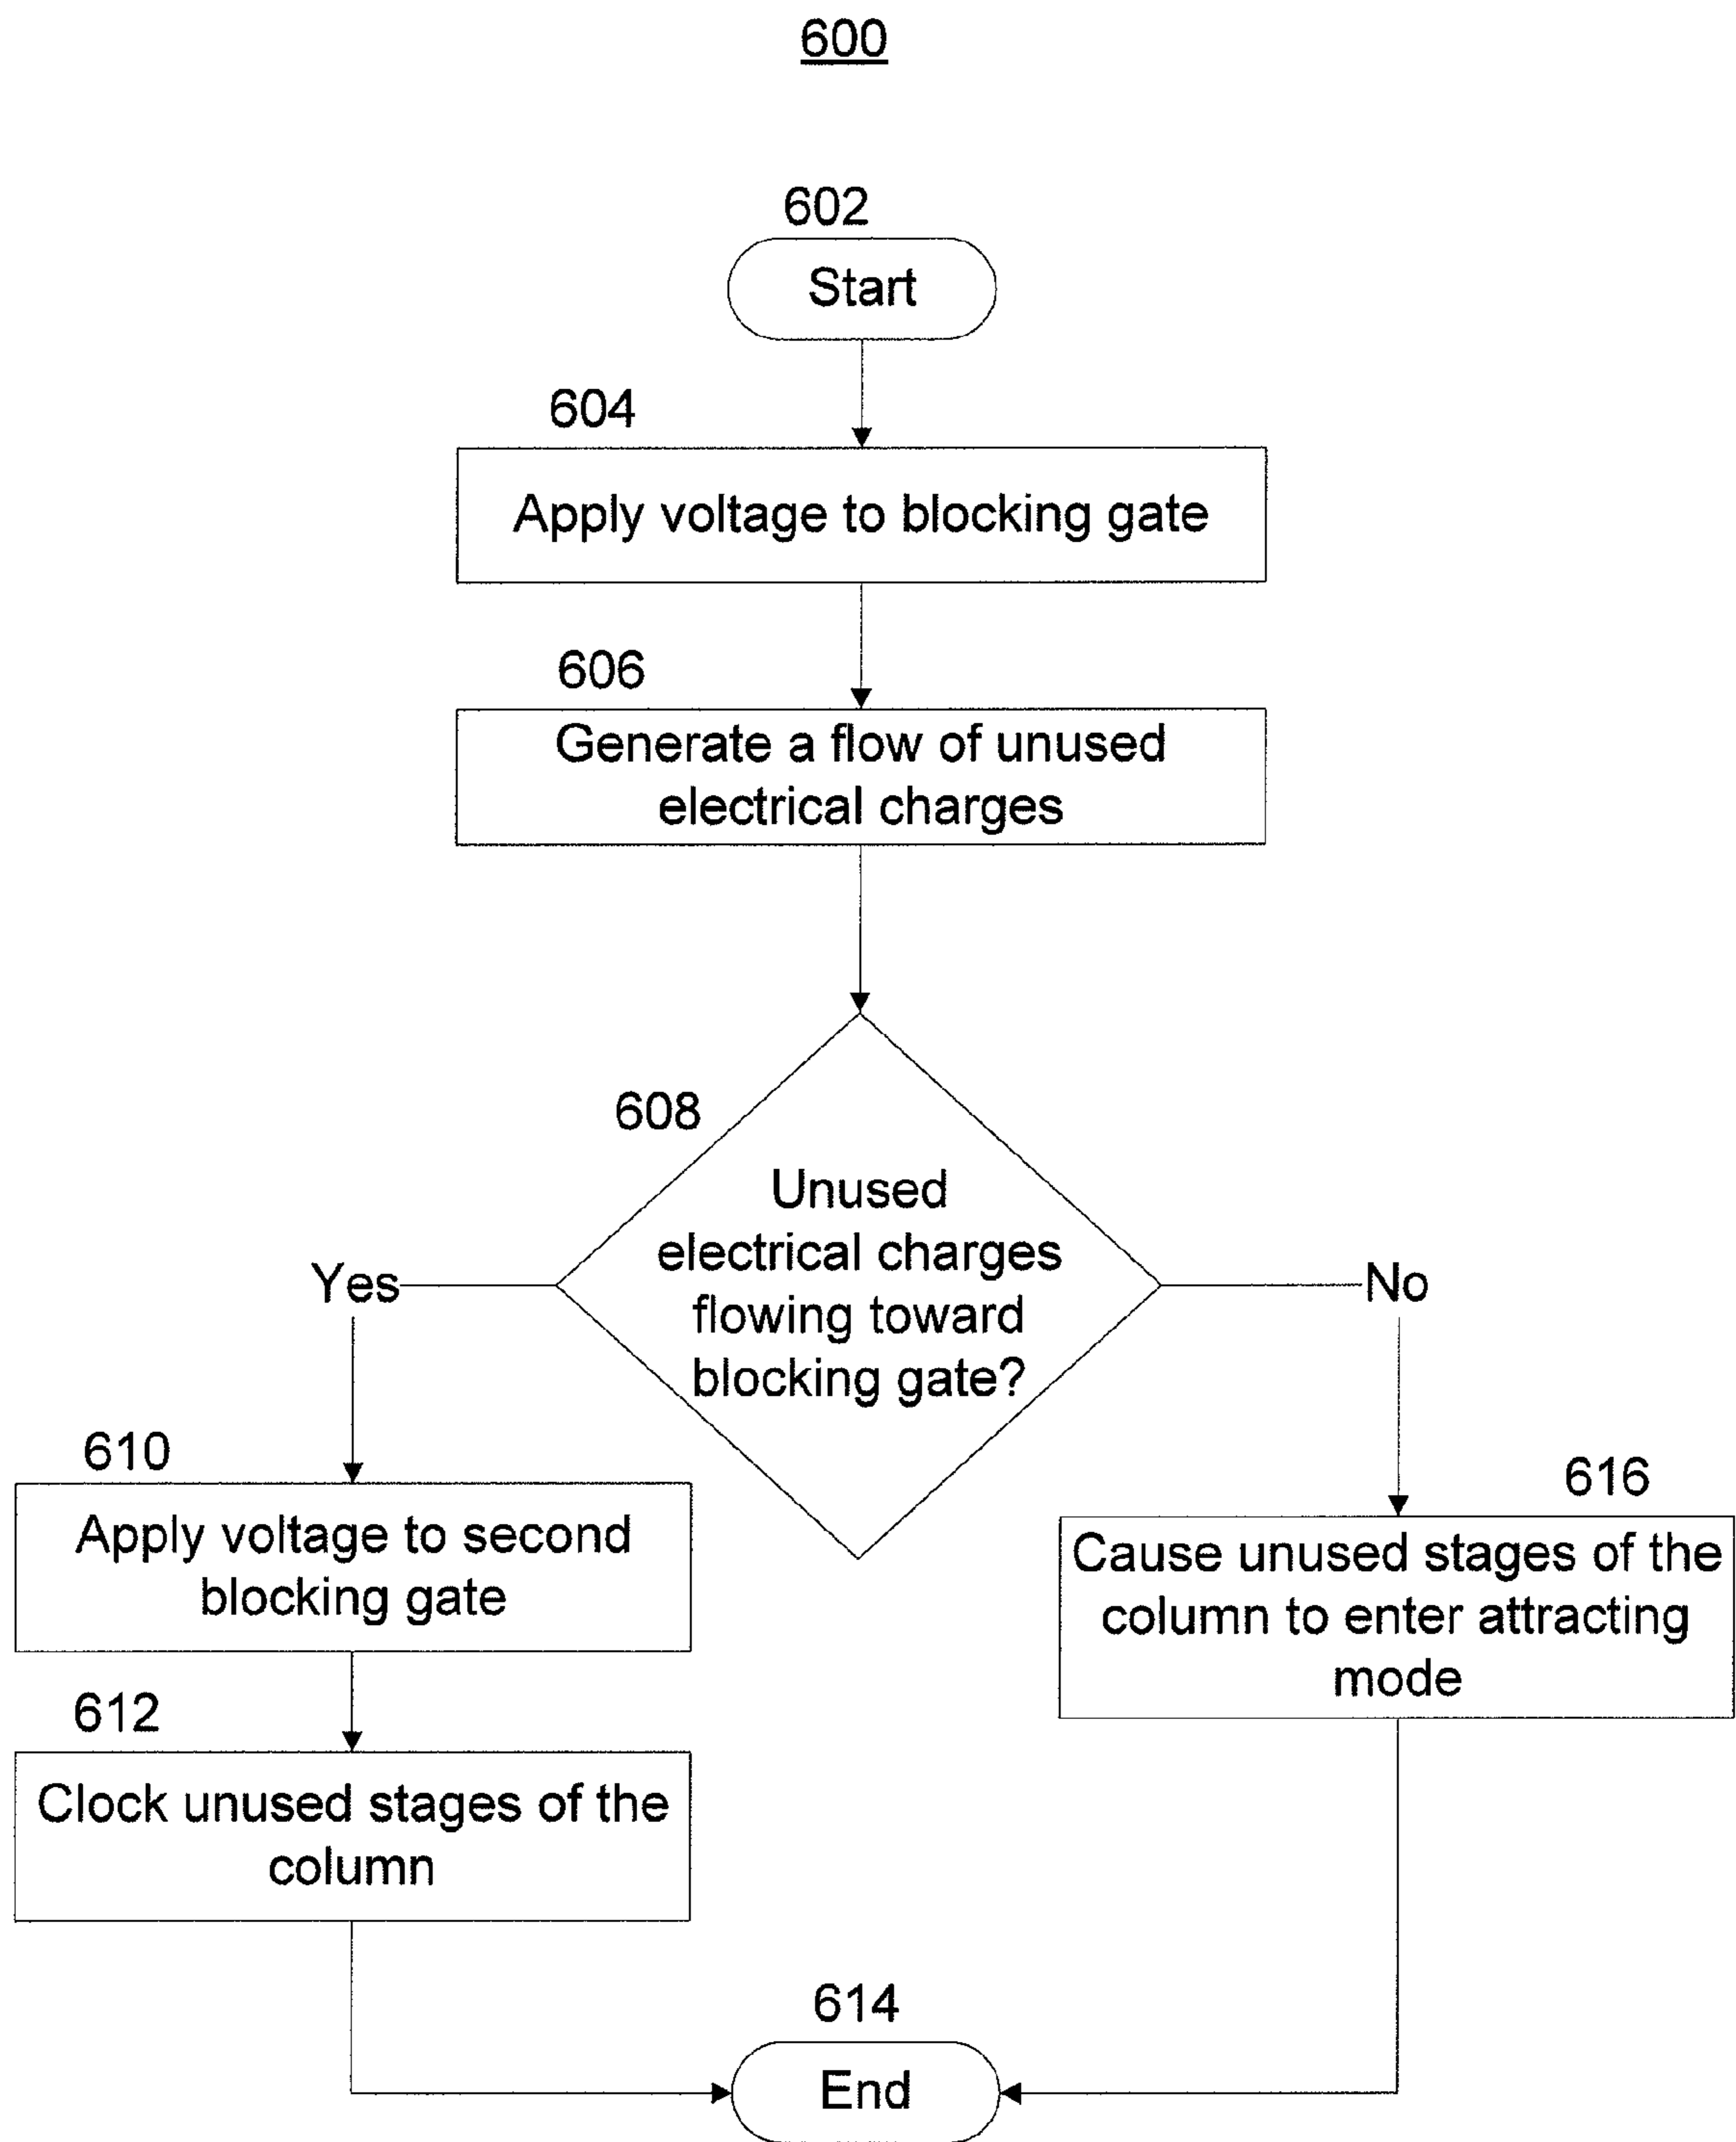 600
602
Start
604
Apply voltage to blocking gate
606
Generate a flow of unused
electrical charges
608
Unused
electrical charges
flowing toward
blocking gate?
Yes
No
610
Apply voltage to second
blocking gate
616
Cause unused stages of the
column to enter attracting
mode
612
Clock unused stages of the
column
614
End